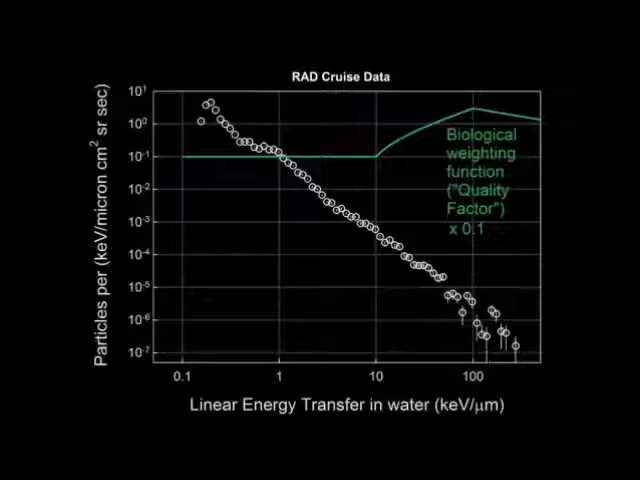 RAD Cruise Data
Particles per (keV/micron cm² sr sec)
10¹
10⁰
10⁻¹
10⁻²
10⁻³
10⁻⁴
10⁻⁵
10⁻⁶
10⁻⁷
Biological
weighting
function
("Quality
Factor")
x 0.1
0.1 1 10 100
Linear Energy Transfer in water (keV/μm)